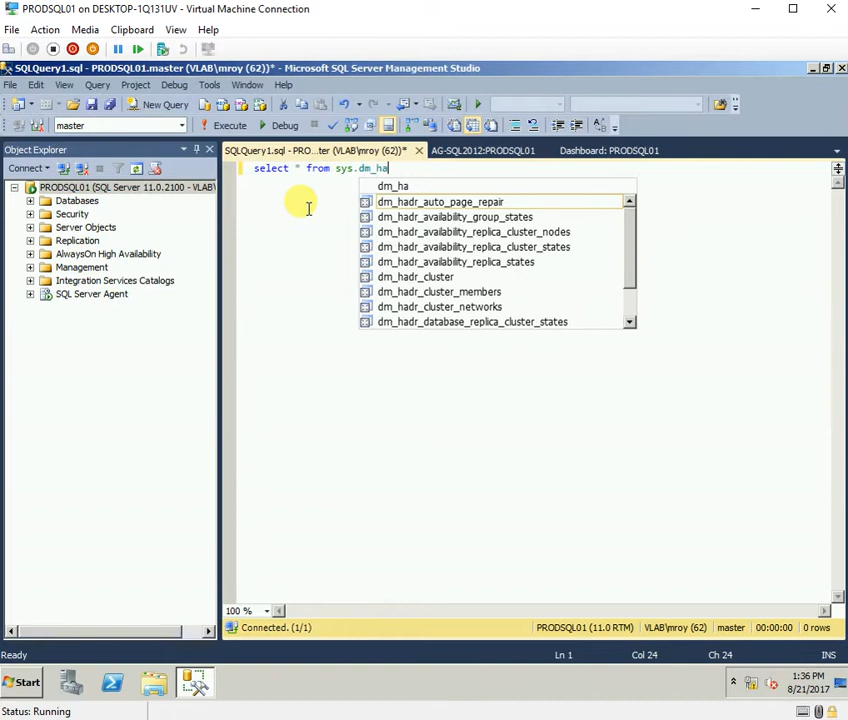 PRODSQL01 on DESKTOP-1Q131UV - Virtual Machine Connection
File Action Media Clipboard View Help
SQLQuery1.sql - PRODSQL01.master (VLAB\mroy (62))* - Microsoft SQL Server Management Studio
File Edit View Query Project Debug Tools Window Help
New Query
master
Execute Debug
Object Explorer
SQLQuery1.sql - PRO...ter (VLAB\mroy (62))* AG-SQL2012:PRODSQL01 Dashboard: PRODSQL01
Connect
PRODSQL01 (SQL Server 11.0.2100 - VLAB\
Databases
Security
Server Objects
Replication
AlwaysOn High Availability
Management
Integration Services Catalogs
SQL Server Agent
select * from sys.dm_ha
dm_ha
dm_hadr_auto_page_repair
dm_hadr_availability_group_states
dm_hadr_availability_replica_cluster_nodes
dm_hadr_availability_replica_cluster_states
dm_hadr_availability_replica_states
dm_hadr_cluster
dm_hadr_cluster_members
dm_hadr_cluster_networks
dm_hadr_database_replica_cluster_states
100 %
Connected. (1/1) PRODSQL01 (11.0 RTM) VLAB\mroy (62) master 00:00:00 0 rows
Ready Ln 1 Col 24 Ch 24 INS
Start
1:36 PM
8/21/2017
Status: Running